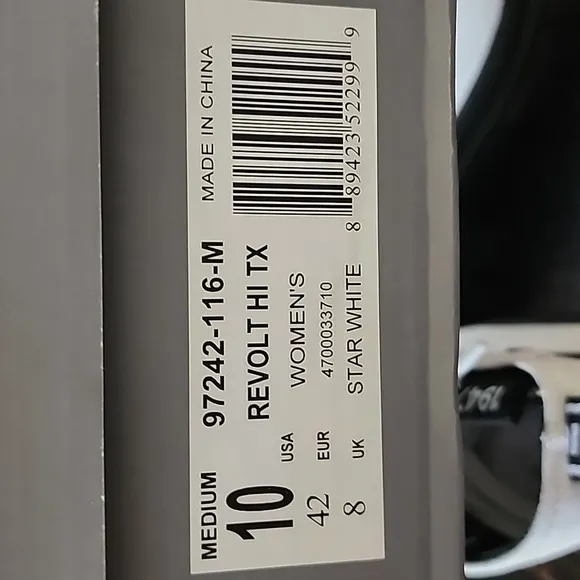 MEDIUM 97242-116-M MADE IN CHINA
10 USA REVOLT HI TX
WOMEN'S
42 EUR 4700033710
8 UK STAR WHITE
8 89423 52299 9